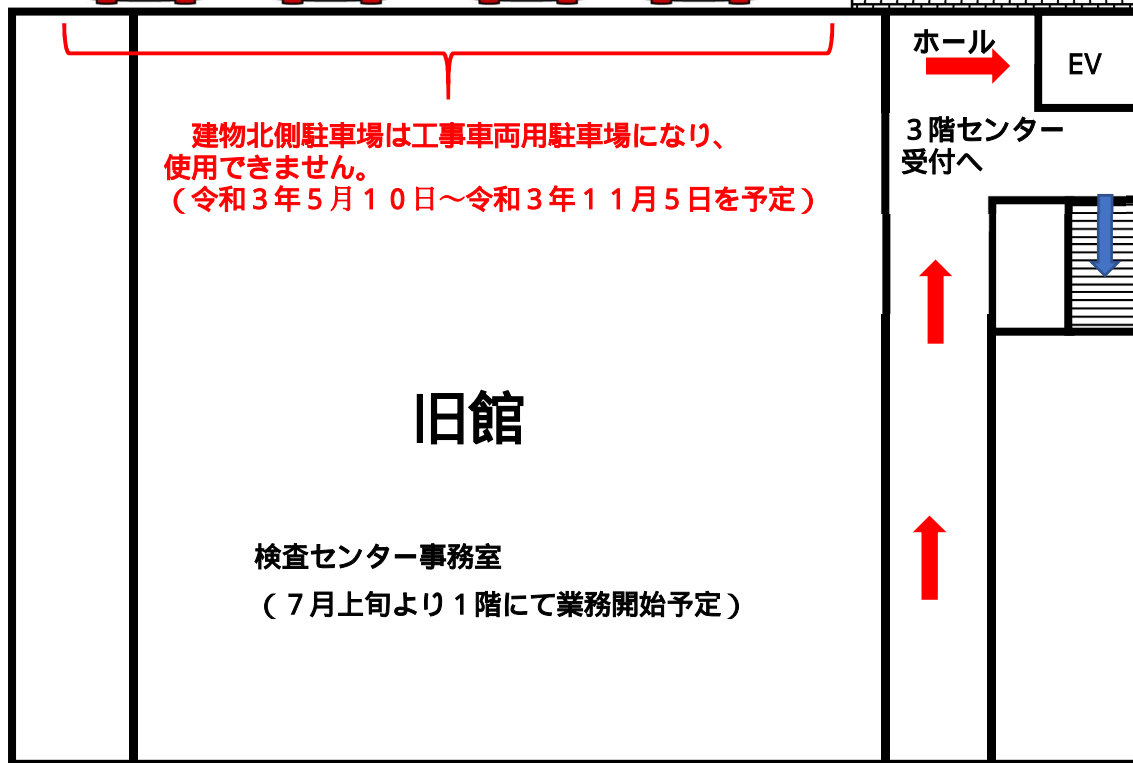 ホール
EV
建物北側駐車場は工事車両用駐車場になり、
使用できません。
（令和３年５月１０日～令和３年１１月５日を予定）
３階センター
受付へ
旧館
検査センター事務室
（７月上旬より１階にて業務開始予定）